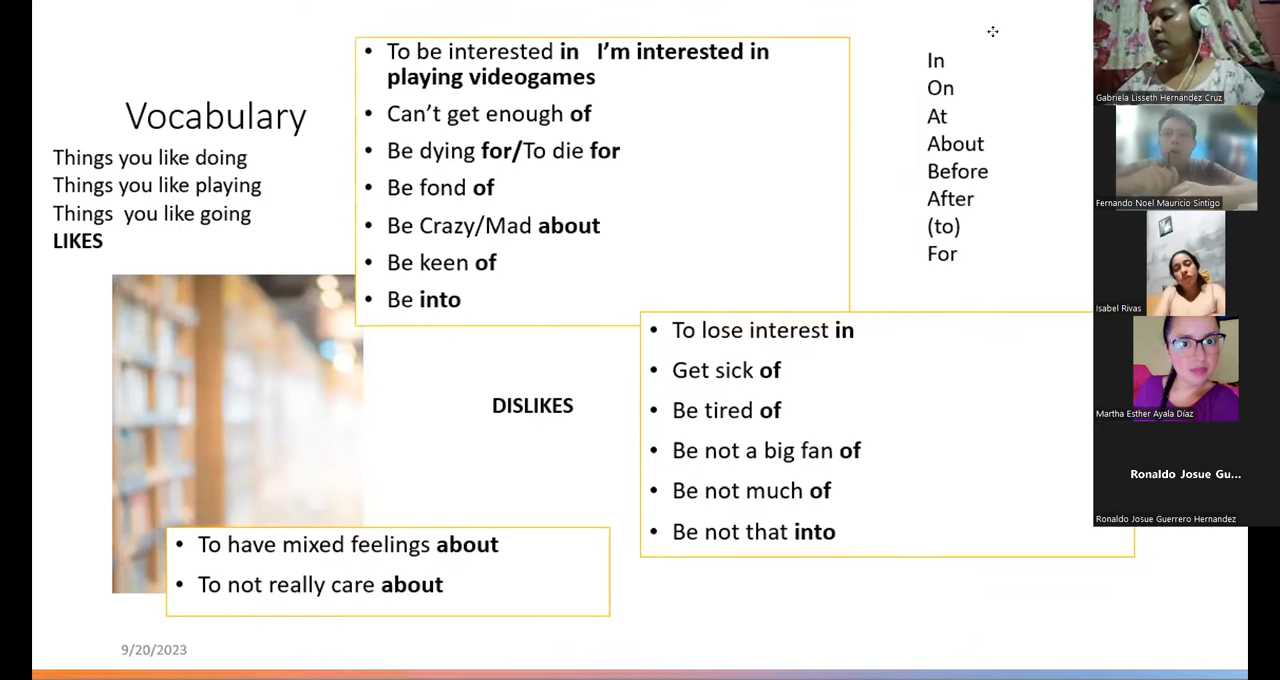 Vocabulary
Things you like doing
Things you like playing
Things you like going
LIKES
• To be interested in I’m interested in
playing videogames
• Can’t get enough of
• Be dying for/To die for
• Be fond of
• Be Crazy/Mad about
• Be keen of
• Be into
In
On
At
About
Before
After
(to)
For
DISLIKES
• To lose interest in
• Get sick of
• Be tired of
• Be not a big fan of
• Be not much of
• Be not that into
• To have mixed feelings about
• To not really care about
9/20/2023
Gabriela Lisseth Hernández Cruz
Fernando Noel Mauricio Sintigo
Isabel Rivas
Martha Esther Ayala Díaz
Ronaldo Josue Gu...
Ronaldo Josue Guerrero Hernandez